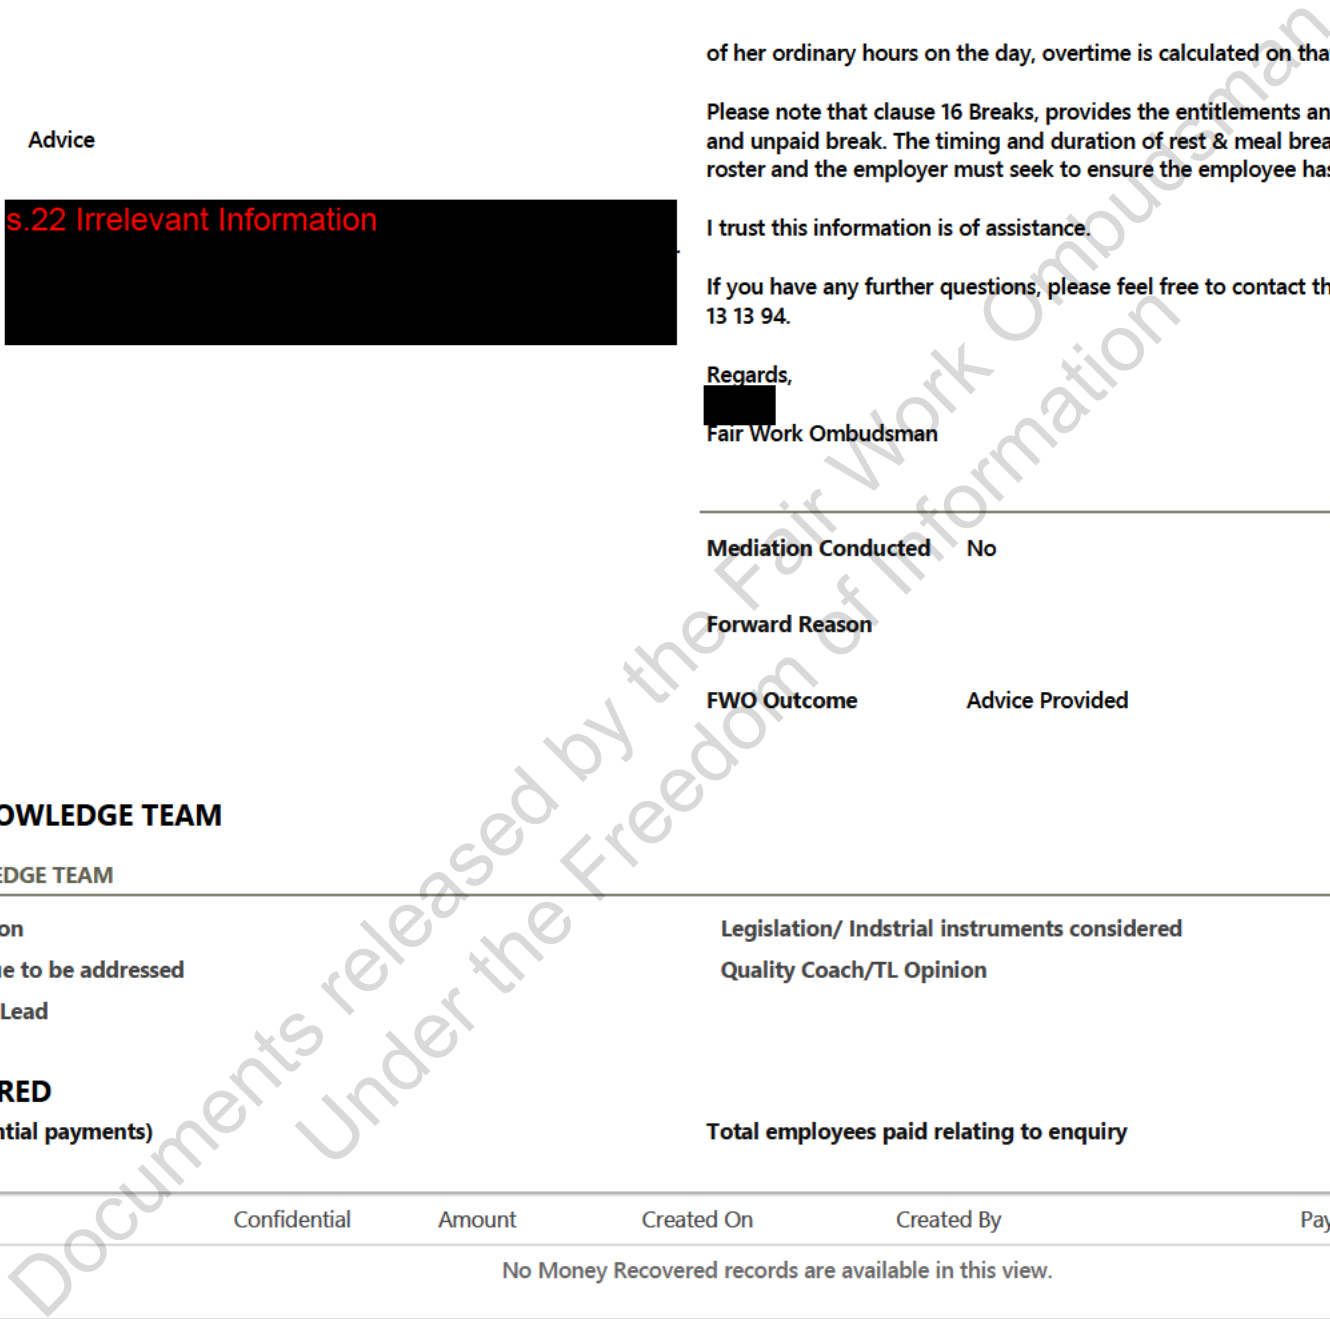 of her ordinary hours on the day, overtime is calculated on tha
Please note that clause 16 Breaks, provides the entitlements an
and unpaid break. The timing and duration of rest & meal brea
roster and the employer must seek to ensure the employee has
Advice
s.22 Irrelevant Information
I trust this information is of assistance.
If you have any further questions, please feel free to contact th
13 13 94.
Regards,
Fair Work Ombudsman
Mediation Conducted No
Forward Reason
FWO Outcome Advice Provided
OWLEDGE TEAM
EDGE TEAM
on
Legislation/ Indstrial instruments considered
e to be addressed
Quality Coach/TL Opinion
Lead
RED
ntial payments)
Total employees paid relating to enquiry
Confidential Amount Created On Created By Pay
No Money Recovered records are available in this view.
Documents released by the Fair Work Ombudsman
Under the Freedom of Information